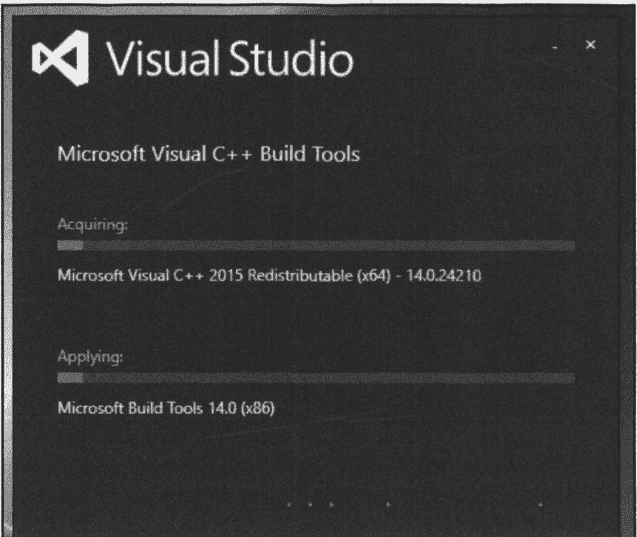 Visual Studio
Microsoft Visual C++ Build Tools
Acquiring:
Microsoft Visual C++ 2015 Redistributable (x64) - 14.0.24210
Applying:
Microsoft Build Tools 14.0 (x86)